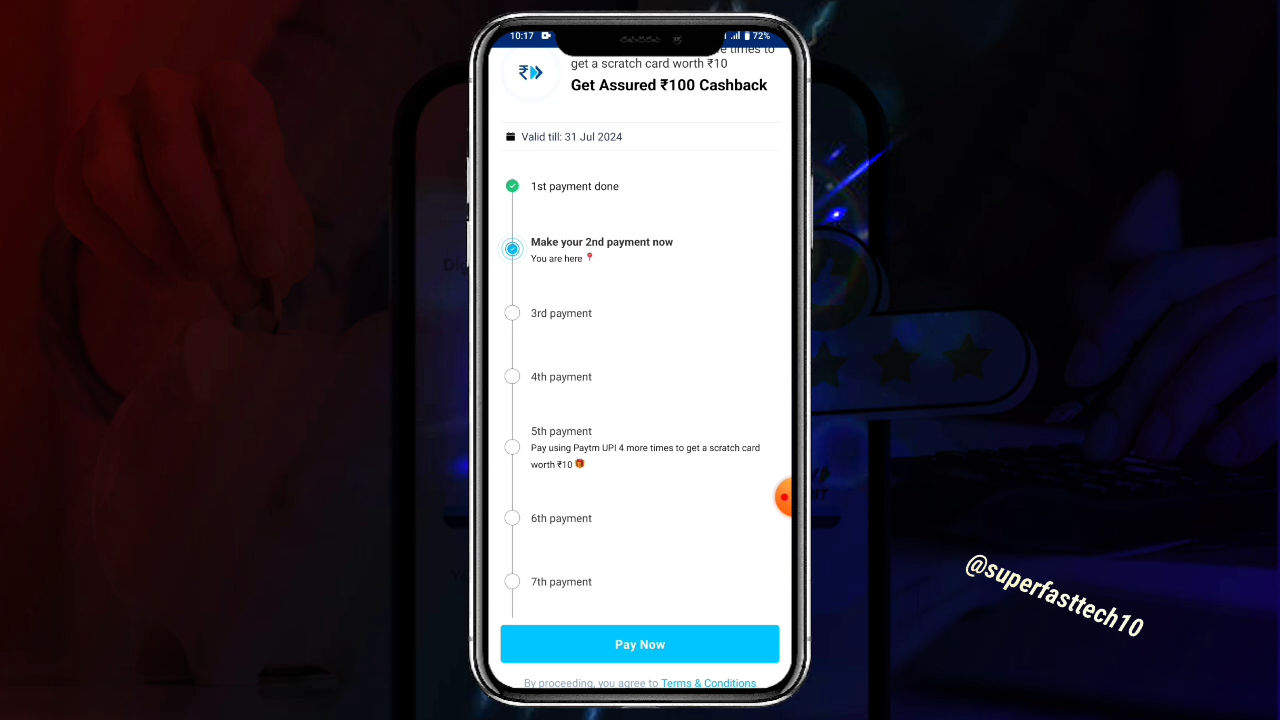 10:17
72%
re times to
get a scratch card worth ₹10
Get Assured ₹100 Cashback
Valid till: 31 Jul 2024
1st payment done
Make your 2nd payment now
You are here 📍
3rd payment
4th payment
5th payment
Pay using Paytm UPI 4 more times to get a scratch card
worth ₹10 🎁
6th payment
7th payment
Pay Now
By proceeding, you agree to Terms & Conditions
@superfasttech10